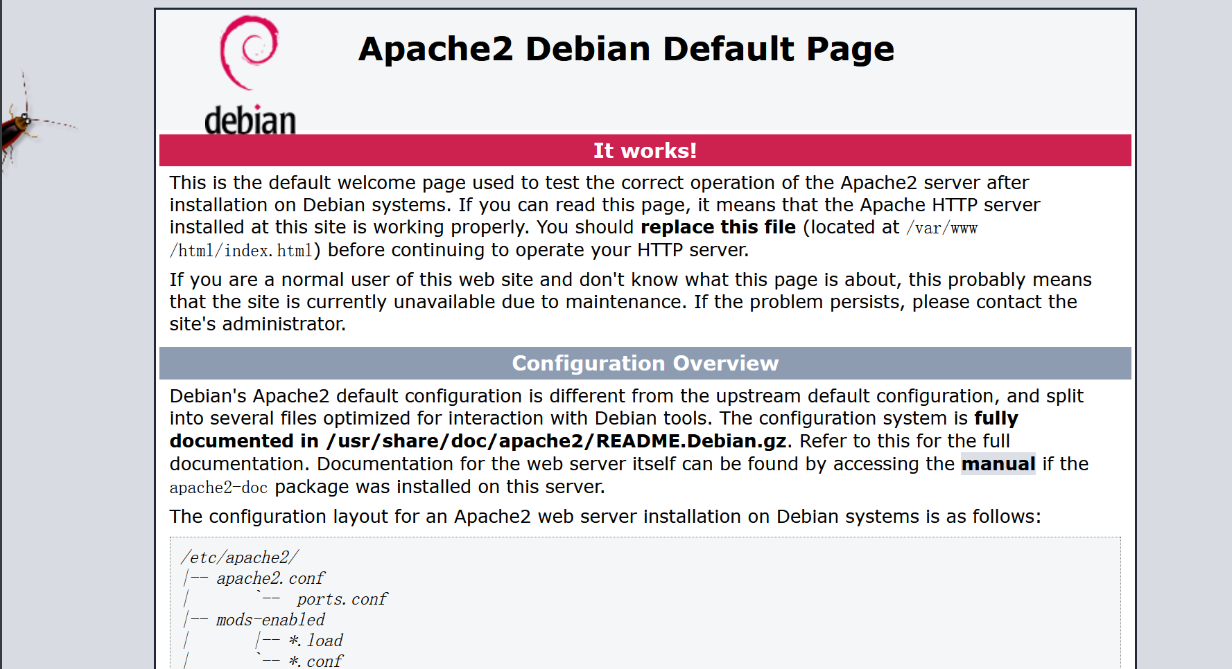 debian
Apache2 Debian Default Page
It works!
This is the default welcome page used to test the correct operation of the Apache2 server after
installation on Debian systems. If you can read this page, it means that the Apache HTTP server
installed at this site is working properly. You should replace this file (located at /var/www
/html/index.html) before continuing to operate your HTTP server.
If you are a normal user of this web site and don't know what this page is about, this probably means
that the site is currently unavailable due to maintenance. If the problem persists, please contact the
site's administrator.
Configuration Overview
Debian's Apache2 default configuration is different from the upstream default configuration, and split
into several files optimized for interaction with Debian tools. The configuration system is fully
documented in /usr/share/doc/apache2/README.Debian.gz. Refer to this for the full
documentation. Documentation for the web server itself can be found by accessing the manual if the
apache2-doc package was installed on this server.
The configuration layout for an Apache2 web server installation on Debian systems is as follows:
/etc/apache2/
|-- apache2.conf
|       `--  ports.conf
|-- mods-enabled
|       |-- *.load
|       `-- *.conf